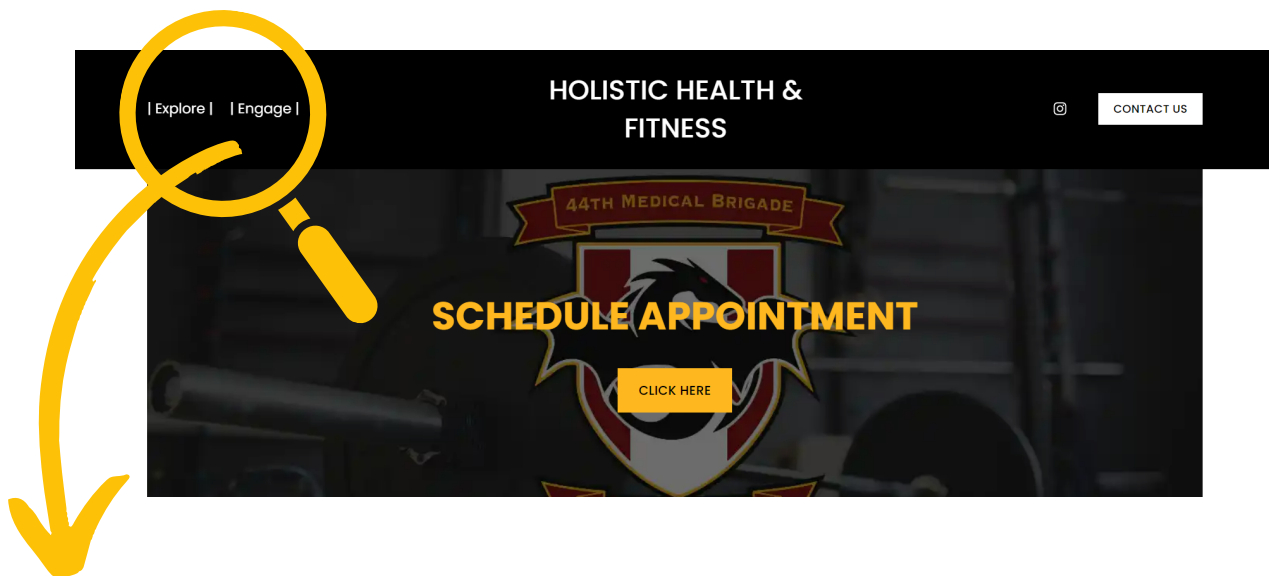 | Explore |   | Engage |
HOLISTIC HEALTH &
FITNESS
CONTACT US
44TH MEDICAL BRIGADE
SCHEDULE APPOINTMENT
CLICK HERE